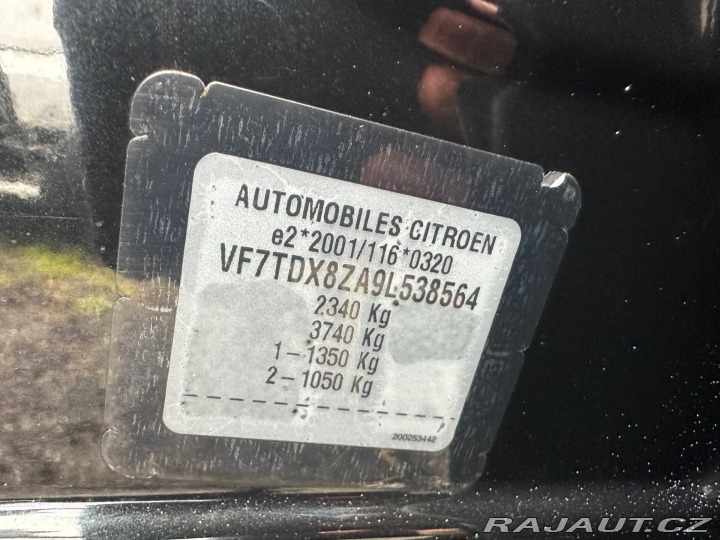 AUTOMOBILES CITROEN
e2*2001/116*0320
VF7TDX8ZA9L538564
2340 Kg
3740 Kg
1-1350 Kg
2-1050 Kg
200253442
RAJAUT.CZ